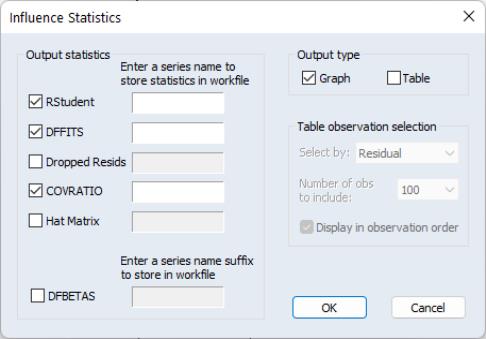 Influence Statistics
Output statistics
Enter a series name to
store statistics in workfile
RStudent
DFFITS
Dropped Resids
COVRATIO
Hat Matrix
Enter a series name suffix
to store in workfile
DFBETAS
Output type
Graph
Table
Table observation selection
Select by: Residual
Number of obs
to include: 100
Display in observation order
OK
Cancel